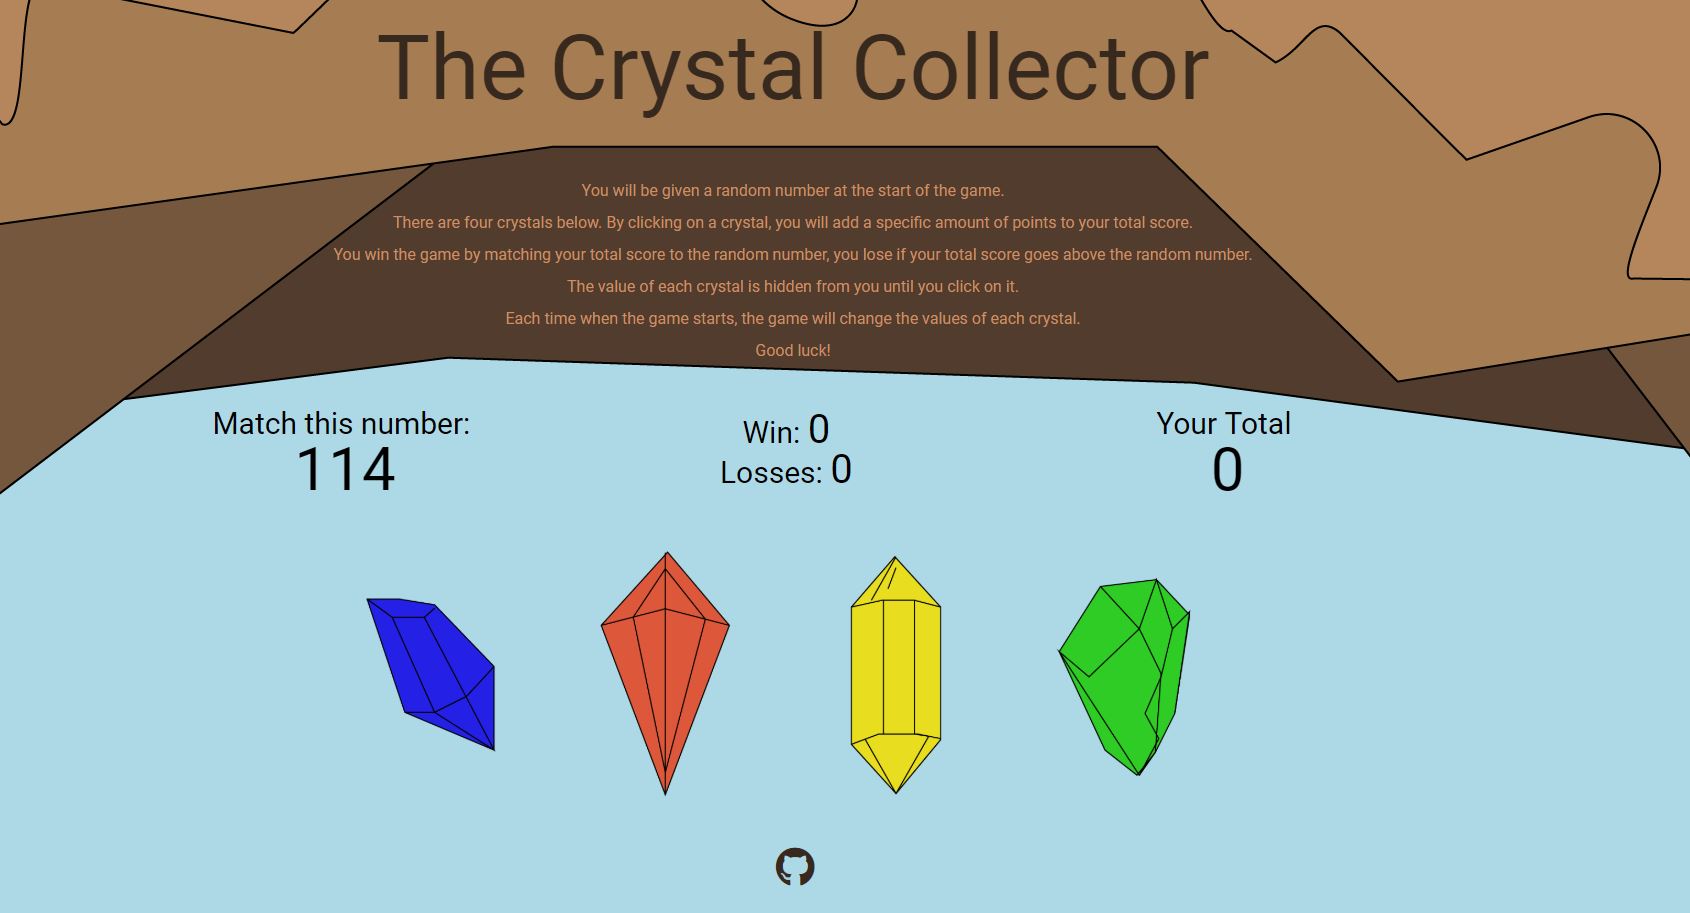 The Crystal Collector
You will be given a random number at the start of the game.
There are four crystals below. By clicking on a crystal, you will add a specific amount of points to your total score.
You win the game by matching your total score to the random number, you lose if your total score goes above the random number.
The value of each crystal is hidden from you until you click on it.
Each time when the game starts, the game will change the values of each crystal.
Good luck!
Match this number:
114
Win: 0
Losses: 0
Your Total
0